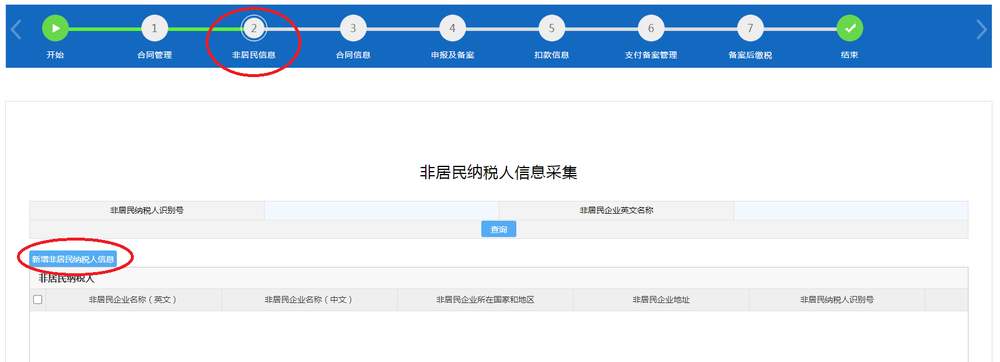 1 2 3 4 5 6 7
开始 合同管理 非居民信息 合同信息 申报及备案 扣款信息 支付备案管理 备案后缴税 结束
非居民纳税人信息采集
非居民纳税人识别号 非居民企业英文名称
查询
新增非居民纳税人信息
非居民纳税人
非居民企业名称（英文） 非居民企业名称（中文） 非居民企业所在国家和地区 非居民企业地址 非居民纳税人识别号